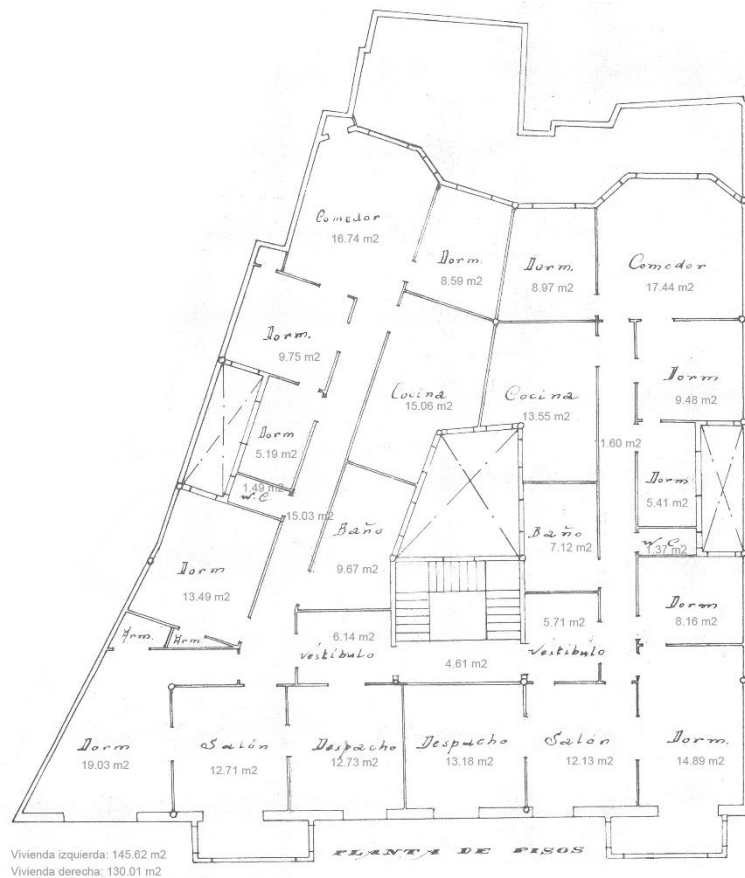 Comedor
16.74 m2
Dorm.
8.59 m2
Dorm.
8.97 m2
Comedor
17.44 m2
Dorm.
9.75 m2
Cocina
15.06 m2
Cocina
13.55 m2
Dorm
9.48 m2
Dorm
5.19 m2
1.60 m2
Dorm
5.41 m2
1.49 m2
W.C.
15.03 m2
Baño
9.67 m2
Baño
7.12 m2
W.C.
1.37 m2
Dorm
13.49 m2
Dorm
8.16 m2
Arm.
Arm
6.14 m2
Vestíbulo
4.61 m2
5.71 m2
Vestíbulo
Dorm
19.03 m2
Salón
12.71 m2
Despacho
12.73 m2
Despacho
13.18 m2
Salón
12.13 m2
Dorm.
14.89 m2
PLANTA DE PISOS
Vivienda izquierda: 145.62 m2
Vivienda derecha: 130.01 m2